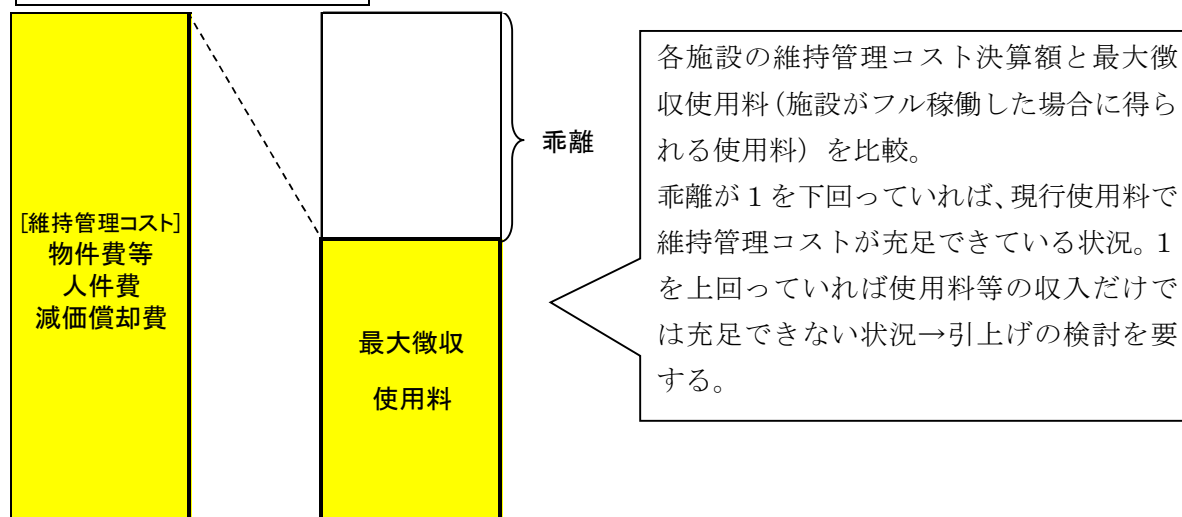 [維持管理コスト]
物件費等
人件費
減価償却費
最大徴収
使用料
乖離
各施設の維持管理コスト決算額と最大徴
収使用料(施設がフル稼働した場合に得ら
れる使用料)を比較。
乖離が1を下回っていれば、現行使用料で
維持管理コストが充足できている状況。1
を上回っていれば使用料等の収入だけで
は充足できない状況→引上げの検討を要
する。